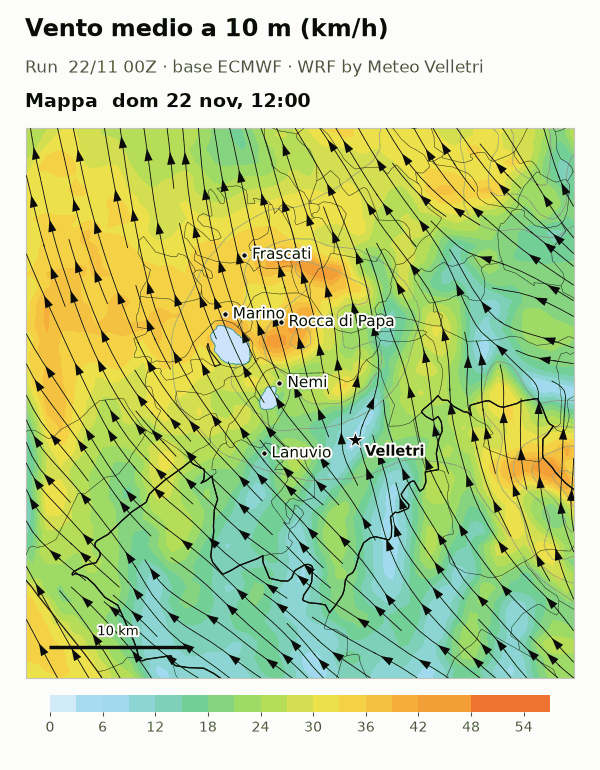 Vento medio a 10 m (km/h)
Run  22/11 00Z · base ECMWF · WRF by Meteo Velletri
Mappa  dom 22 nov, 12:00
Frascati
Marino
Rocca di Papa
Nemi
Velletri
Lanuvio
10 km
0 6 12 18 24 30 36 42 48 54